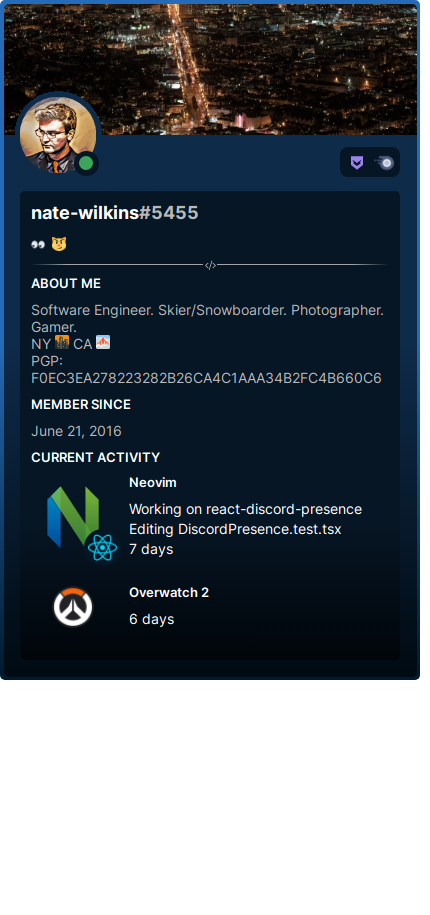 nate-wilkins#5455
👀 😼
</>
ABOUT ME
Software Engineer. Skier/Snowboarder. Photographer.
Gamer.
NY 🌆 CA 🏔
PGP:
F0EC3EA278223282B26CA4C1AAA34B2FC4B660C6
MEMBER SINCE
June 21, 2016
CURRENT ACTIVITY
Neovim
Working on react-discord-presence
Editing DiscordPresence.test.tsx
7 days
Overwatch 2
6 days